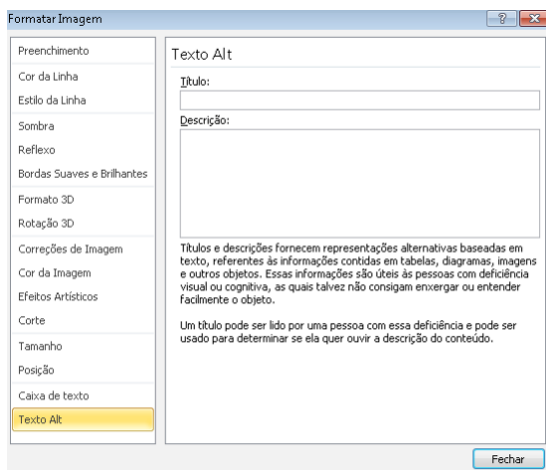 Formatar Imagem
Preenchimento
Cor da Linha
Estilo da Linha
Sombra
Reflexo
Bordas Suaves e Brilhantes
Formato 3D
Rotação 3D
Correções de Imagem
Cor da Imagem
Efeitos Artísticos
Corte
Tamanho
Posição
Caixa de texto
Texto Alt
Texto Alt
Título:
Descrição:
Títulos e descrições fornecem representações alternativas baseadas em
texto, referentes às informações contidas em tabelas, diagramas, imagens
e outros objetos. Essas informações são úteis às pessoas com deficiência
visual ou cognitiva, as quais talvez não consigam enxergar ou entender
facilmente o objeto.
Um título pode ser lido por uma pessoa com essa deficiência e pode ser
usado para determinar se ela quer ouvir a descrição do conteúdo.
Fechar